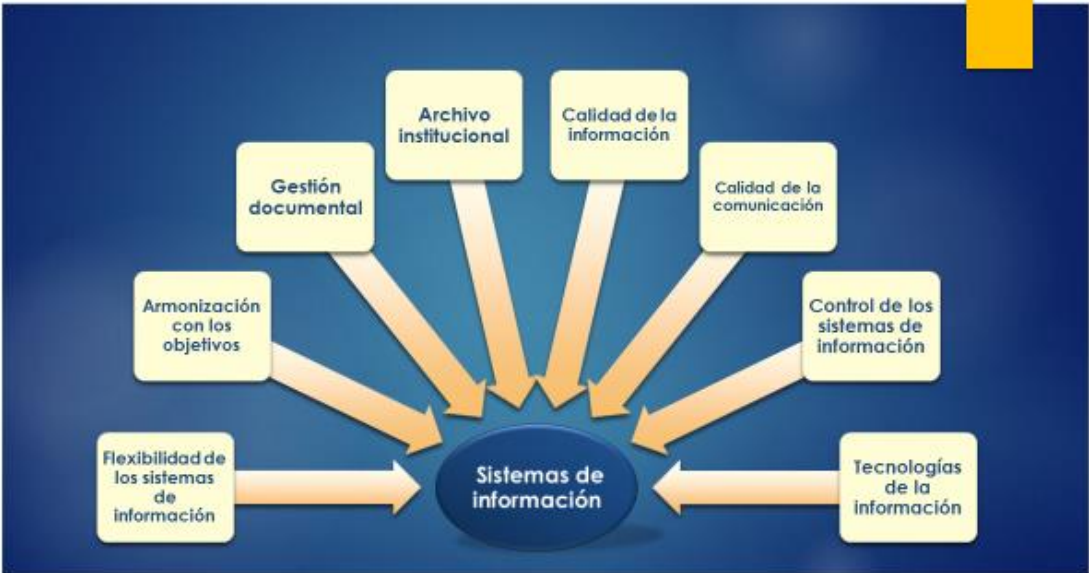 Archivo
institucional
Calidad de la
información
Gestión
documental
Calidad de la
comunicación
Armonización
con los
objetivos
Control de los
sistemas de
información
Flexibilidad de
los sistemas
de
información
Sistemas de
información
Tecnologías
de la
información